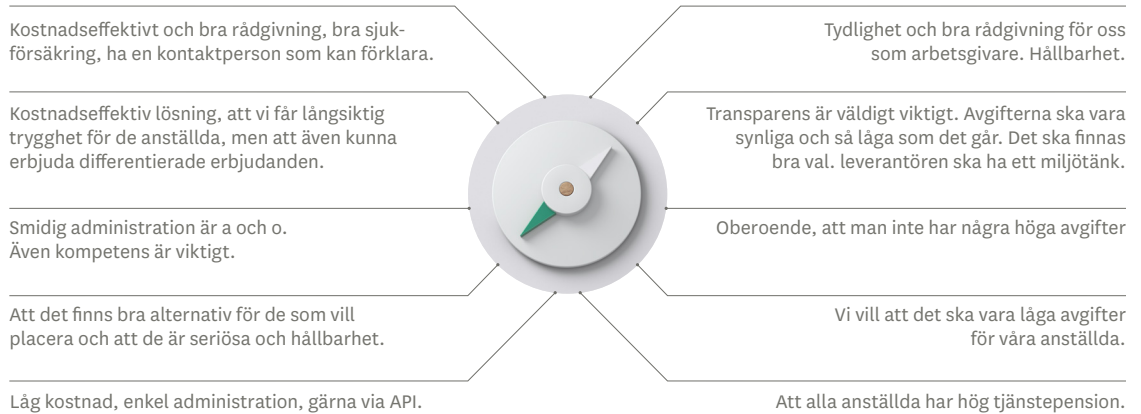 Kostnadseffektivt och bra rådgivning, bra sjuk-
försäkring, ha en kontaktperson som kan förklara.
Kostnadseffektiv lösning, att vi får långsiktig
trygghet för de anställda, men att även kunna
erbjuda differentierade erbjudanden.
Smidig administration är a och o.
Även kompetens är viktigt.
Att det finns bra alternativ för de som vill
placera och att de är seriösa och hållbarhet.
Låg kostnad, enkel administration, gärna via API.
Tydlighet och bra rådgivning för oss
som arbetsgivare. Hållbarhet.
Transparens är väldigt viktigt. Avgifterna ska vara
synliga och så låga som det går. Det ska finnas
bra val. leverantören ska ha ett miljötänk.
Oberoende, att man inte har några höga avgifter
Vi vill att det ska vara låga avgifter
för våra anställda.
Att alla anställda har hög tjänstepension.